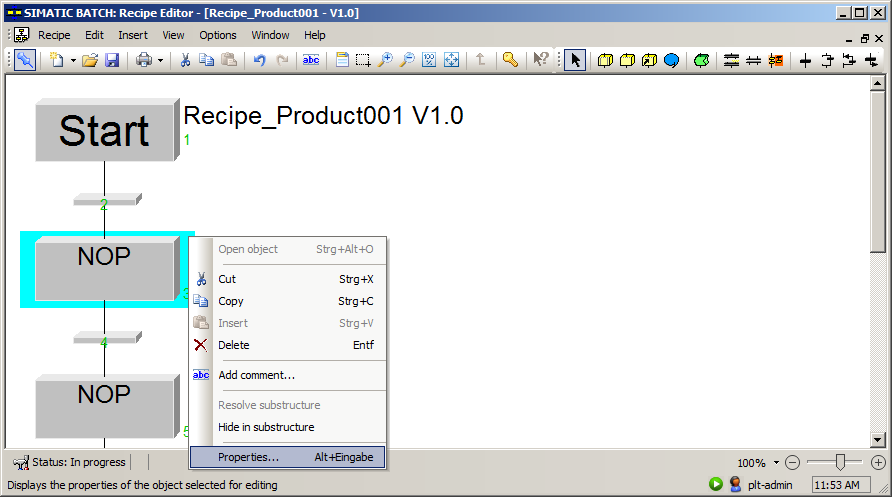 SIMATIC BATCH: Recipe Editor - [Recipe_Product001 - V1.0]
Recipe Edit Insert View Options Window Help
abc 100%
Start
Recipe_Product001 V1.0
1
2
NOP
3
Open object Strg+Alt+O
Cut Strg+X
Copy Strg+C
Insert Strg+V
4
Delete Entf
abc Add comment...
NOP
Resolve substructure
5
Hide in substructure
Properties... Alt+Eingabe
Status: In progress
100%
Displays the properties of the object selected for editing
plt-admin
11:53 AM